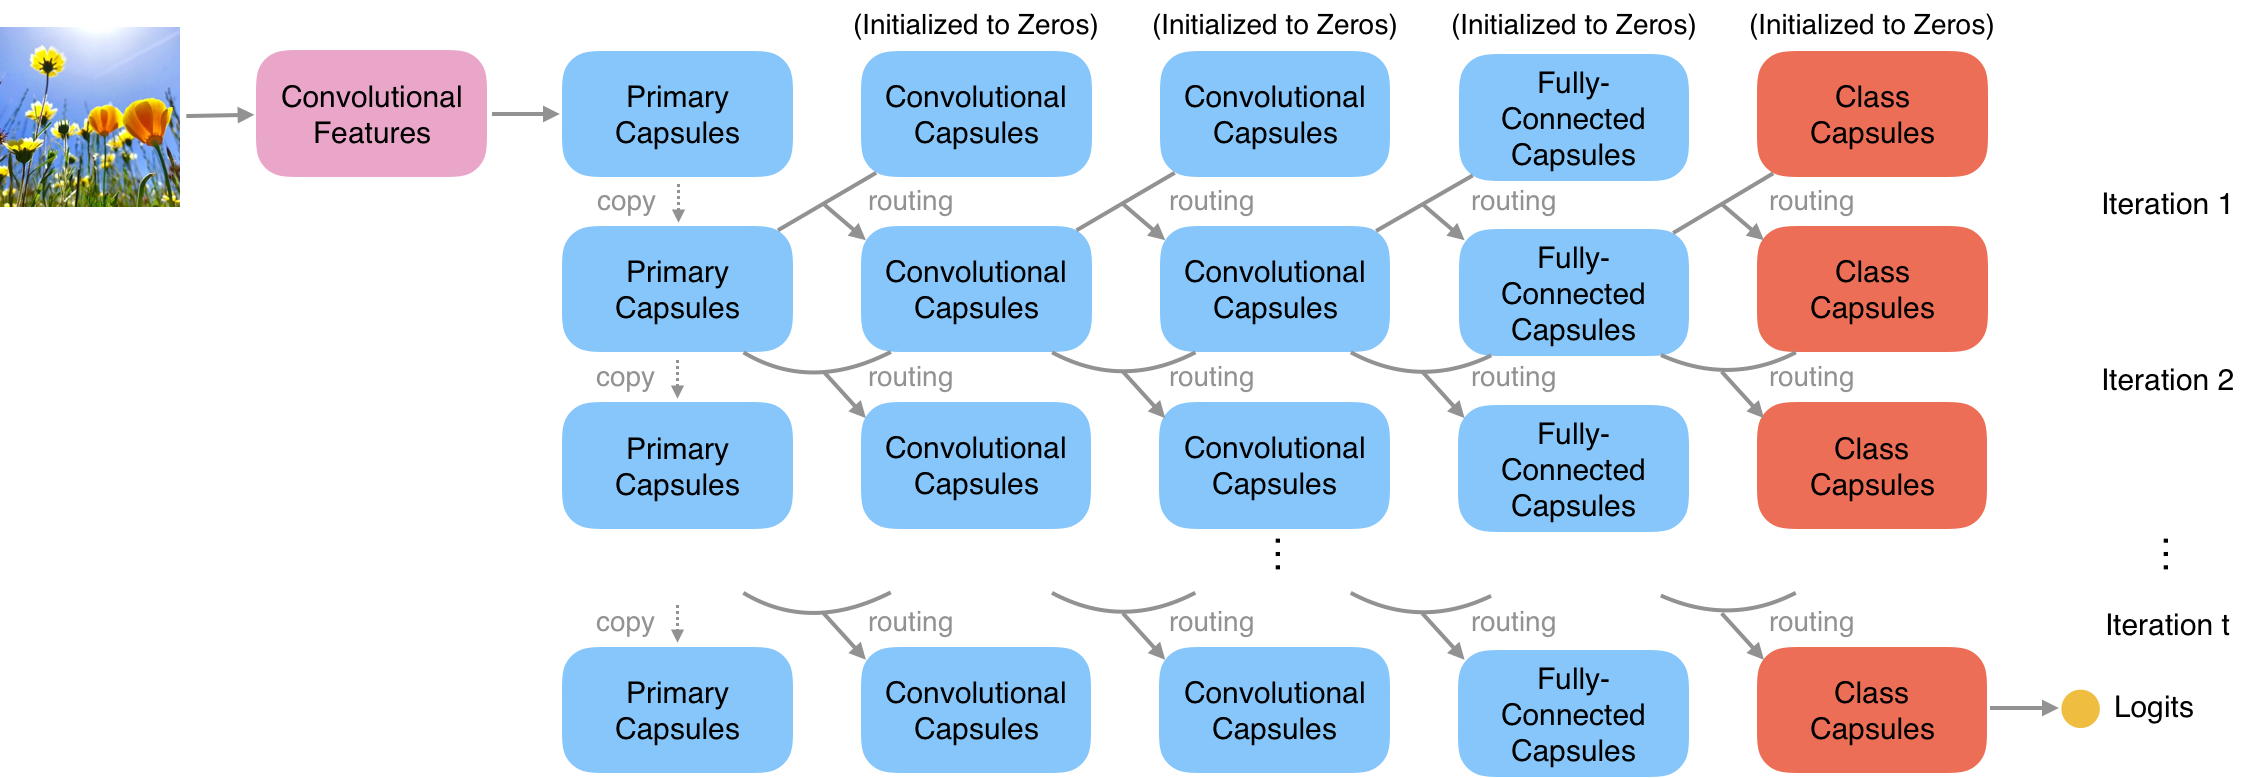 (Initialized to Zeros) (Initialized to Zeros) (Initialized to Zeros) (Initialized to Zeros)
Convolutional
Features
Primary
Capsules
Convolutional
Capsules
Convolutional
Capsules
Fully-
Connected
Capsules
Class
Capsules
copy routing routing routing routing Iteration 1
Primary
Capsules
Convolutional
Capsules
Convolutional
Capsules
Fully-
Connected
Capsules
Class
Capsules
copy routing routing routing routing Iteration 2
Primary
Capsules
Convolutional
Capsules
Convolutional
Capsules
Fully-
Connected
Capsules
Class
Capsules
⋮ ⋮
copy routing routing routing routing Iteration t
Primary
Capsules
Convolutional
Capsules
Convolutional
Capsules
Fully-
Connected
Capsules
Class
Capsules
Logits